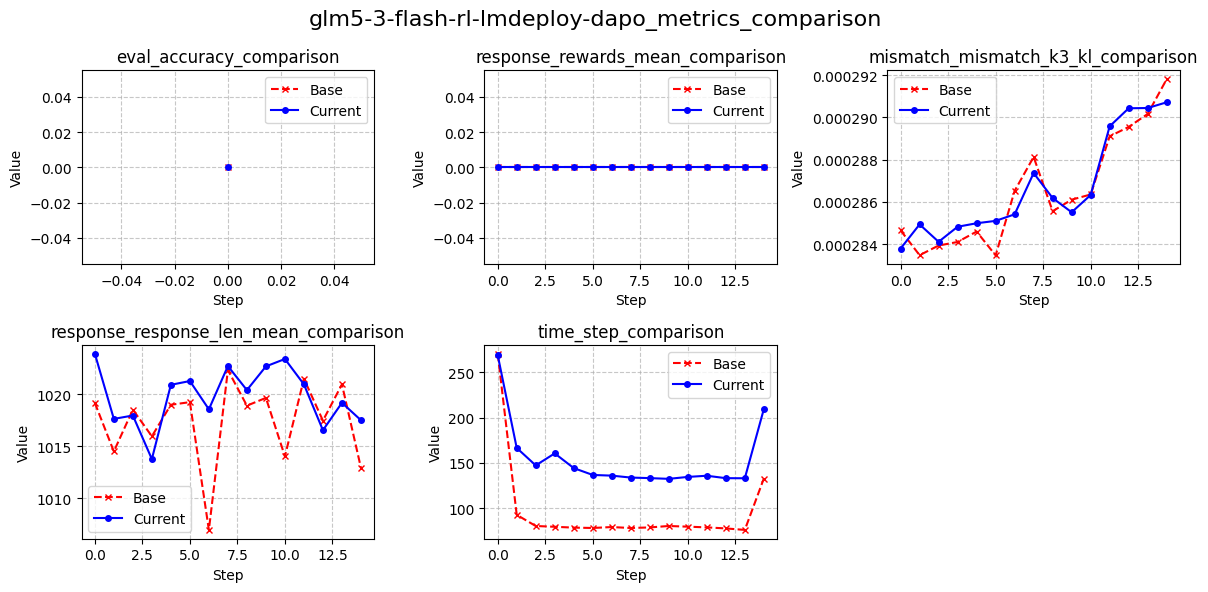 glm5-3-flash-rl-lmdeploy-dapo_metrics_comparison
eval_accuracy_comparison
Value
0.04
0.02
0.00
−0.02
−0.04
−0.04
−0.02
0.00
0.02
0.04
Step
Base
Current
response_rewards_mean_comparison
Value
0.04
0.02
0.00
−0.02
−0.04
0.0
2.5
5.0
7.5
10.0
12.5
Step
Base
Current
mismatch_mismatch_k3_kl_comparison
Value
0.000292
0.000290
0.000288
0.000286
0.000284
0.0
2.5
5.0
7.5
10.0
12.5
Step
Base
Current
response_response_len_mean_comparison
Value
1020
1015
1010
0.0
2.5
5.0
7.5
10.0
12.5
Step
Base
Current
time_step_comparison
Value
250
200
150
100
0.0
2.5
5.0
7.5
10.0
12.5
Step
Base
Current